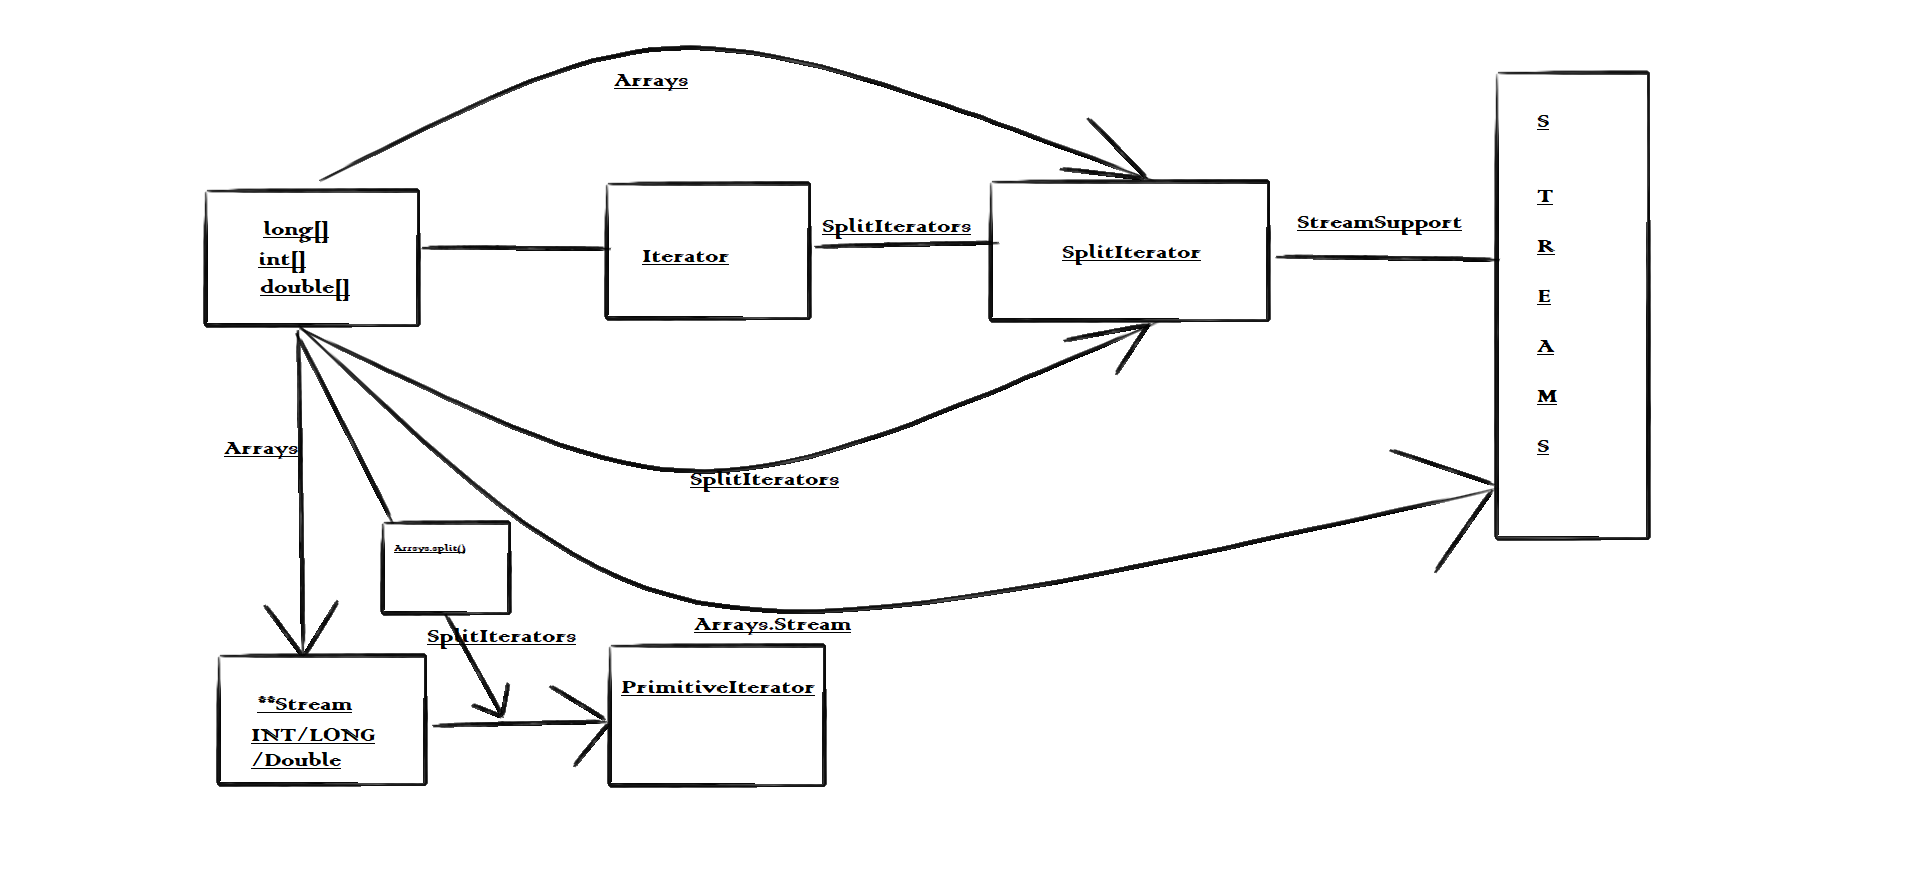 Arrays
long[]
int[]
double[]
Iterator
SplitIterators
SplitIterator
StreamSupport
S
T
R
E
A
M
S
Arrays
SplitIterators
Arrays.split()
Arrays.Stream
SplitIterators
**Stream
INT/LONG
/Double
PrimitiveIterator